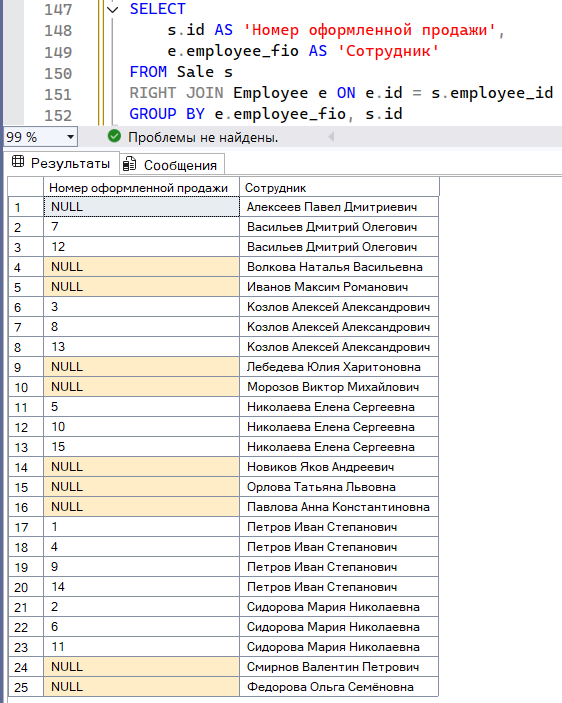 147 SELECT
148 s.id AS 'Номер оформленной продажи',
149 e.employee_fio AS 'Сотрудник'
150 FROM Sale s
151 RIGHT JOIN Employee e ON e.id = s.employee_id
152 GROUP BY e.employee_fio, s.id
99 % Проблемы не найдены.
Результаты Сообщения
Номер оформленной продажи Сотрудник
1 NULL Алексеев Павел Дмитриевич
2 7 Васильев Дмитрий Олегович
3 12 Васильев Дмитрий Олегович
4 NULL Волкова Наталья Васильевна
5 NULL Иванов Максим Романович
6 3 Козлов Алексей Александрович
7 8 Козлов Алексей Александрович
8 13 Козлов Алексей Александрович
9 NULL Лебедева Юлия Харитоновна
10 NULL Морозов Виктор Михайлович
11 5 Николаева Елена Сергеевна
12 10 Николаева Елена Сергеевна
13 15 Николаева Елена Сергеевна
14 NULL Новиков Яков Андреевич
15 NULL Орлова Татьяна Львовна
16 NULL Павлова Анна Константиновна
17 1 Петров Иван Степанович
18 4 Петров Иван Степанович
19 9 Петров Иван Степанович
20 14 Петров Иван Степанович
21 2 Сидорова Мария Николаевна
22 6 Сидорова Мария Николаевна
23 11 Сидорова Мария Николаевна
24 NULL Смирнов Валентин Петрович
25 NULL Федорова Ольга Семёновна